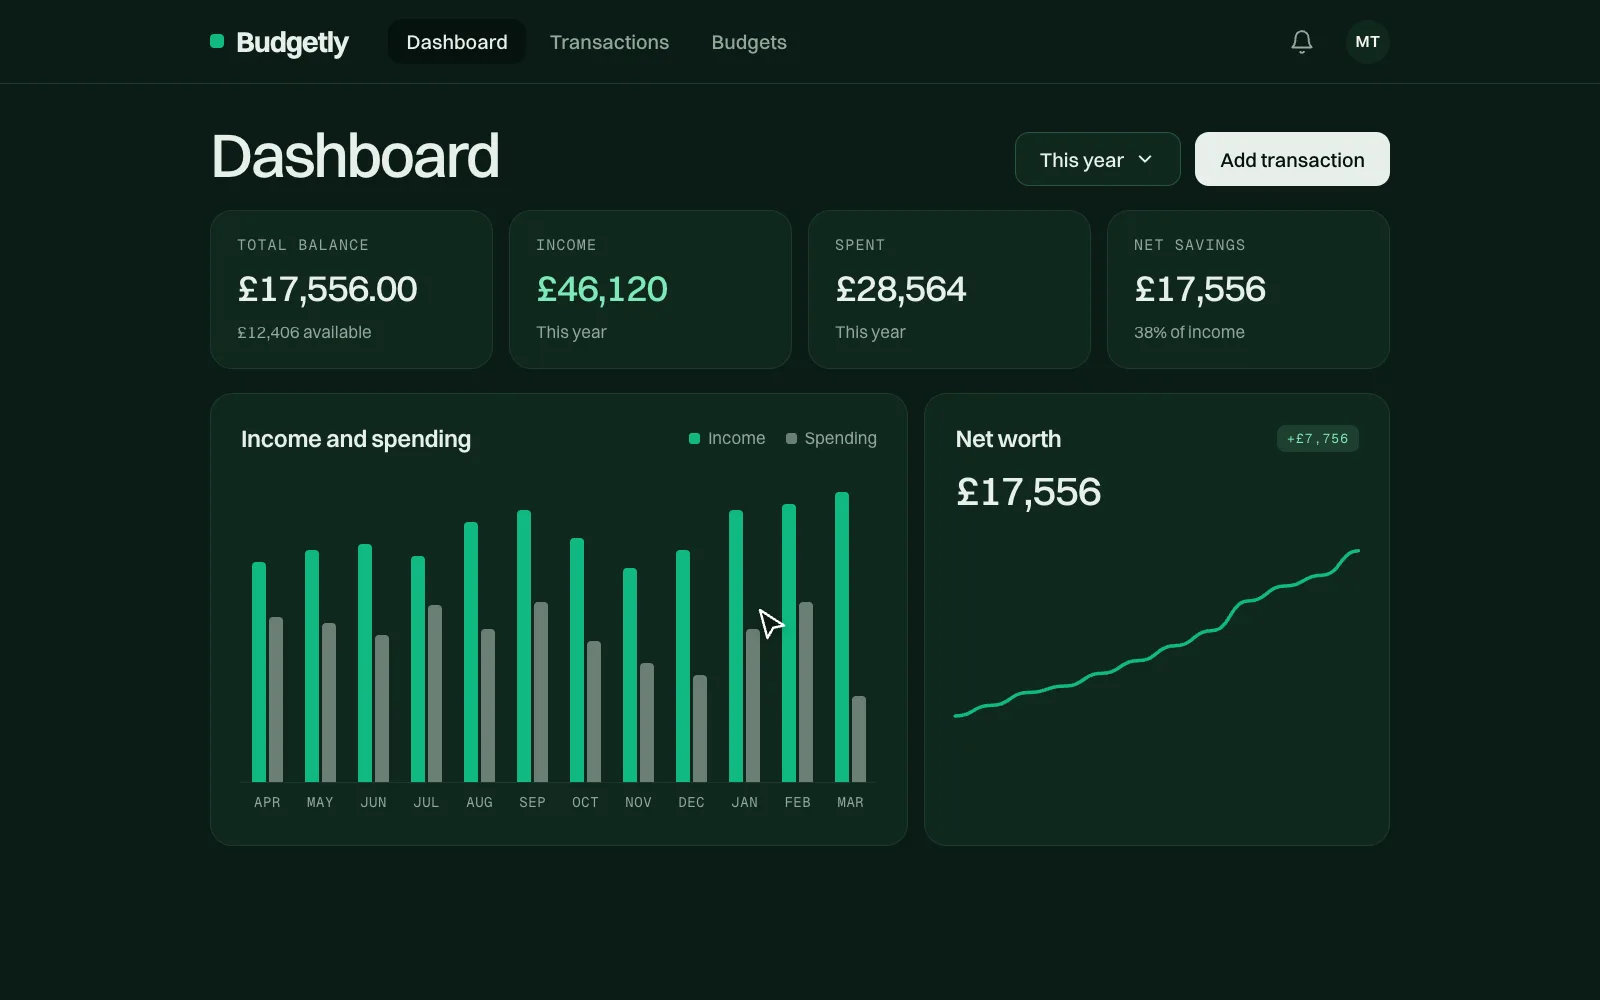 Budgetly
Dashboard
Transactions
Budgets
MT
Dashboard
This year
Add transaction
TOTAL BALANCE
£17,556.00
£12,406 available
INCOME
£46,120
This year
SPENT
£28,564
This year
NET SAVINGS
£17,556
38% of income
Income and spending
Income
Spending
APR MAY JUN JUL AUG SEP OCT NOV DEC JAN FEB MAR
Net worth
+£7,756
£17,556